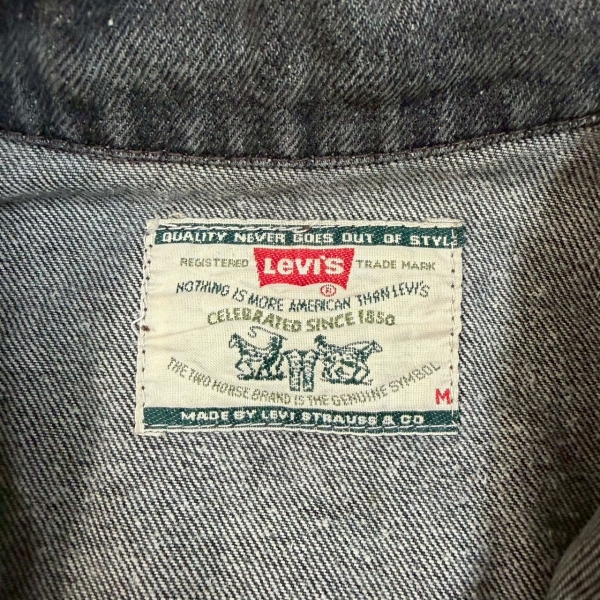 QUALITY NEVER GOES OUT OF STYLE
REGISTERED LEVI'S TRADE MARK
®
NOTHING IS MORE AMERICAN THAN LEVI'S
CELEBRATED SINCE 1850
THE TWO HORSE BRAND IS THE GENUINE SYMBOL
M
MADE BY LEVI STRAUSS & CO